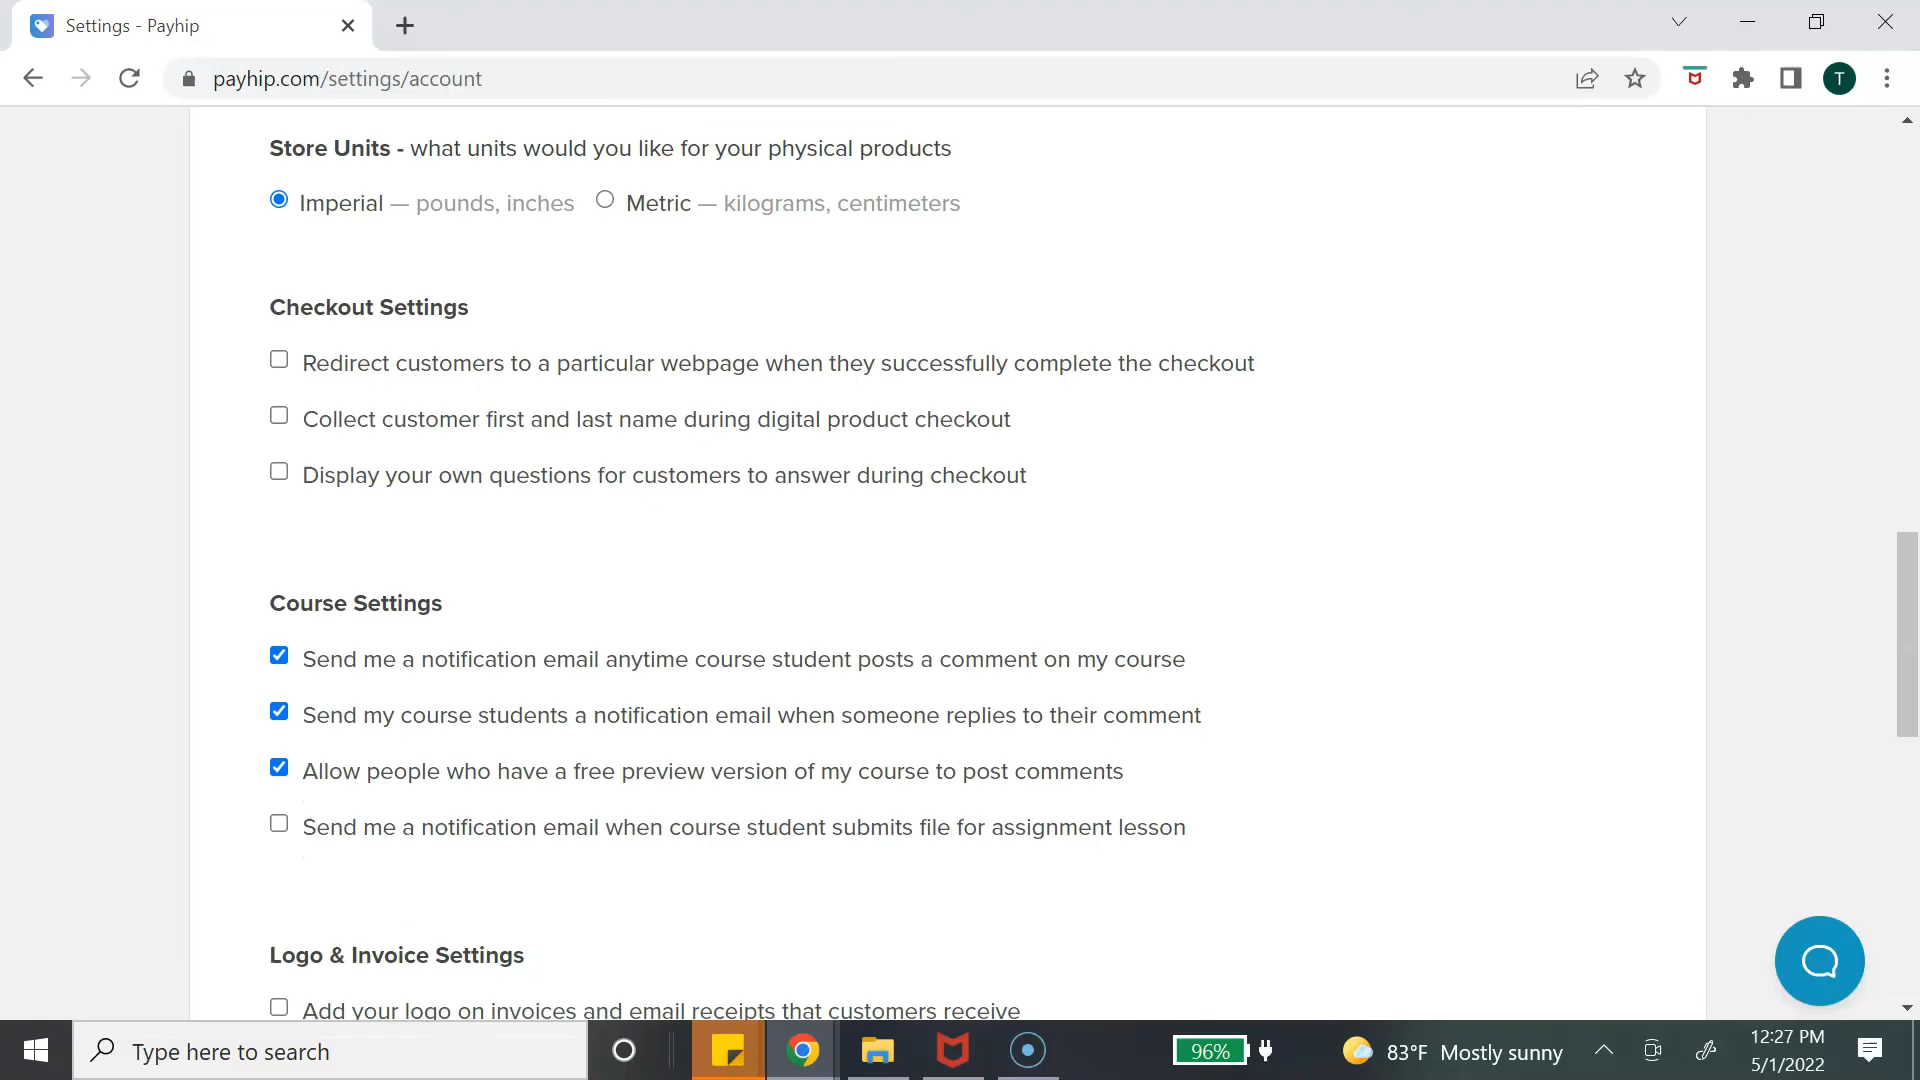 Settings - Payhip
payhip.com/settings/account
T
Store Units - what units would you like for your physical products
Imperial — pounds, inches Metric — kilograms, centimeters
Checkout Settings
Redirect customers to a particular webpage when they successfully complete the checkout
Collect customer first and last name during digital product checkout
Display your own questions for customers to answer during checkout
Course Settings
Send me a notification email anytime course student posts a comment on my course
Send my course students a notification email when someone replies to their comment
Allow people who have a free preview version of my course to post comments
Send me a notification email when course student submits file for assignment lesson
Logo & Invoice Settings
Add your logo on invoices and email receipts that customers receive
Type here to search
96%
83°F Mostly sunny
12:27 PM
5/1/2022